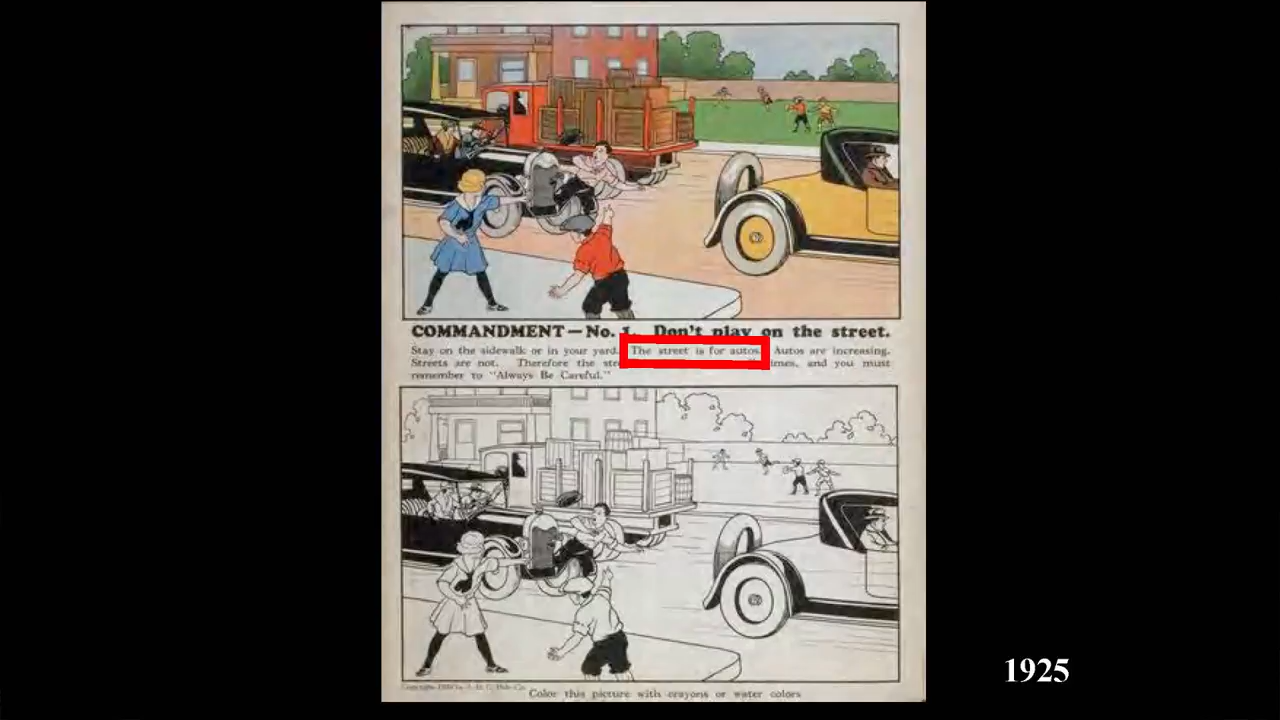 COMMANDMENT—No. 1. Don't play on the street.
Stay on the sidewalk or in your yard. The street is for autos. Autos are increasing.
Streets are not. Therefore the times, and you must
remember to "Always Be Careful."
Color this picture with crayons or water colors
1925